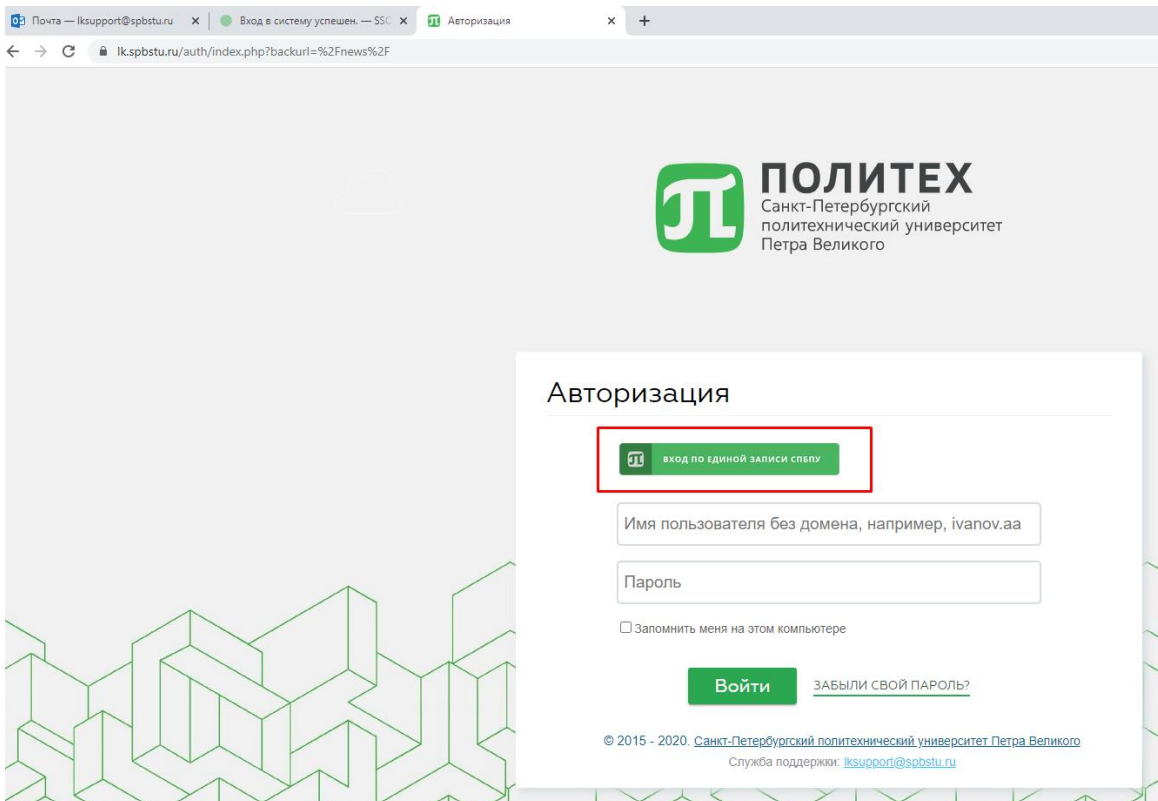 Почта — lksupport@spbstu.ru
Вход в систему успешен. — SSO
Авторизация
lk.spbstu.ru/auth/index.php?backurl=%2Fnews%2F
ПОЛИТЕХ
Санкт-Петербургский
политехнический университет
Петра Великого
Авторизация
ВХОД ПО ЕДИНОЙ ЗАПИСИ СПБПУ
Имя пользователя без домена, например, ivanov.aa
Пароль
Запомнить меня на этом компьютере
Войти
ЗАБЫЛИ СВОЙ ПАРОЛЬ?
© 2015 - 2020. Санкт-Петербургский политехнический университет Петра Великого
Служба поддержки: lksupport@spbstu.ru